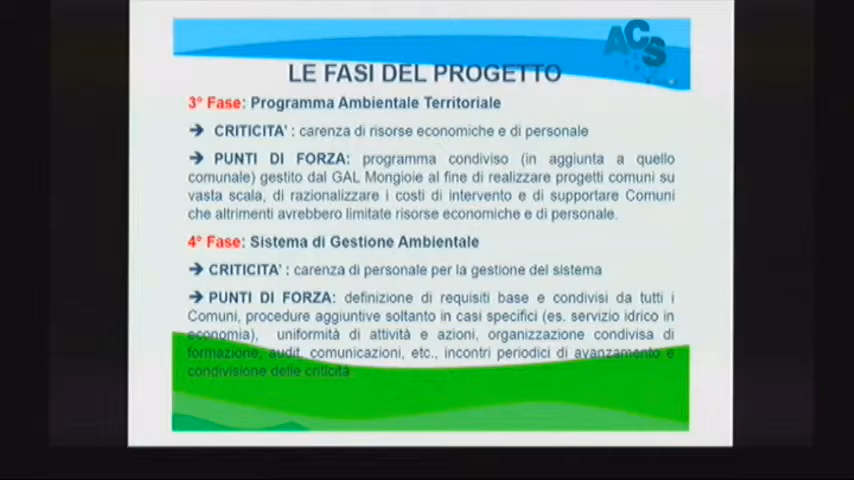 ACS
LE FASI DEL PROGETTO
3° Fase: Programma Ambientale Territoriale
➔ CRITICITA' : carenza di risorse economiche e di personale
➔ PUNTI DI FORZA: programma condiviso (in aggiunta a quello
comunale) gestito dal GAL Mongioie al fine di realizzare progetti comuni su
vasta scala, di razionalizzare i costi di intervento e di supportare Comuni
che altrimenti avrebbero limitate risorse economiche e di personale.
4° Fase: Sistema di Gestione Ambientale
➔ CRITICITA' : carenza di personale per la gestione del sistema
➔ PUNTI DI FORZA: definizione di requisiti base e condivisi da tutti i
Comuni, procedure aggiuntive soltanto in casi specifici (es. servizio idrico in
economia), uniformità di attività e azioni, organizzazione condivisa di
formazione, audit, comunicazioni, etc., incontri periodici di avanzamento e
condivisione delle criticità